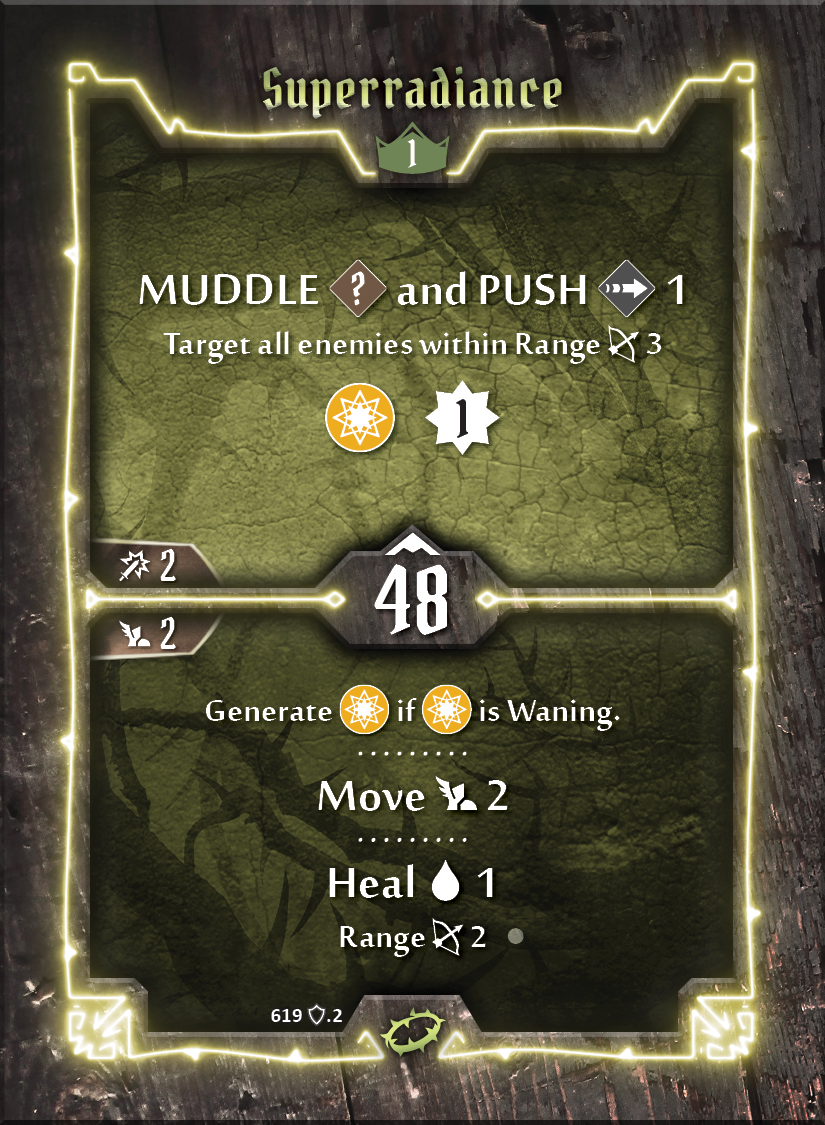 Superradiance
1
MUDDLE ? and PUSH 1
Target all enemies within Range 3
1
2
48
2
Generate if is Waning.
Move 2
Heal 1
Range 2
619 .2